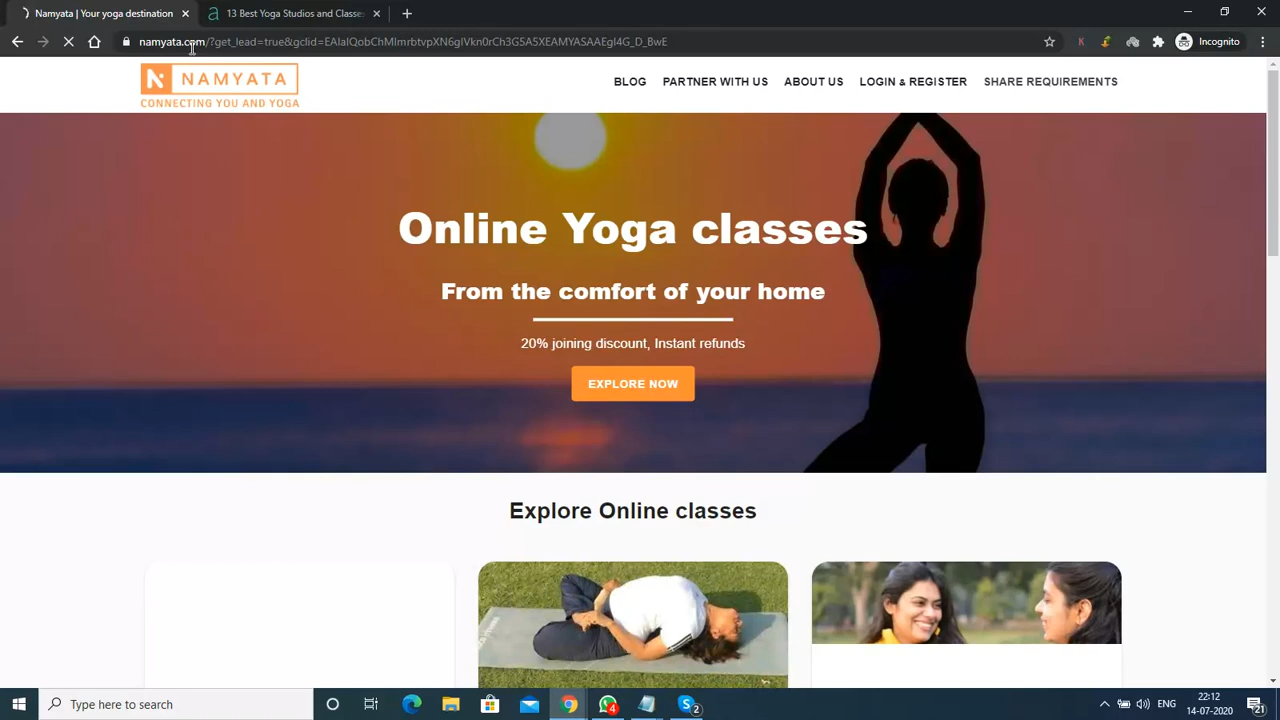 Namyata | Your yoga destination
13 Best Yoga Studios and Classes
namyata.com/?get_lead=true&gclid=EAIaIQobChMImrbtvpXN6gIVkn0rCh3G5A5XEAMYASAAEgI4G_D_BwE
Incognito
N NAMYATA
CONNECTING YOU AND YOGA
BLOG PARTNER WITH US ABOUT US LOGIN & REGISTER SHARE REQUIREMENTS
Online Yoga classes
From the comfort of your home
20% joining discount, Instant refunds
EXPLORE NOW
Explore Online classes
Type here to search
4
2
ENG
22:12
14-07-2020
21